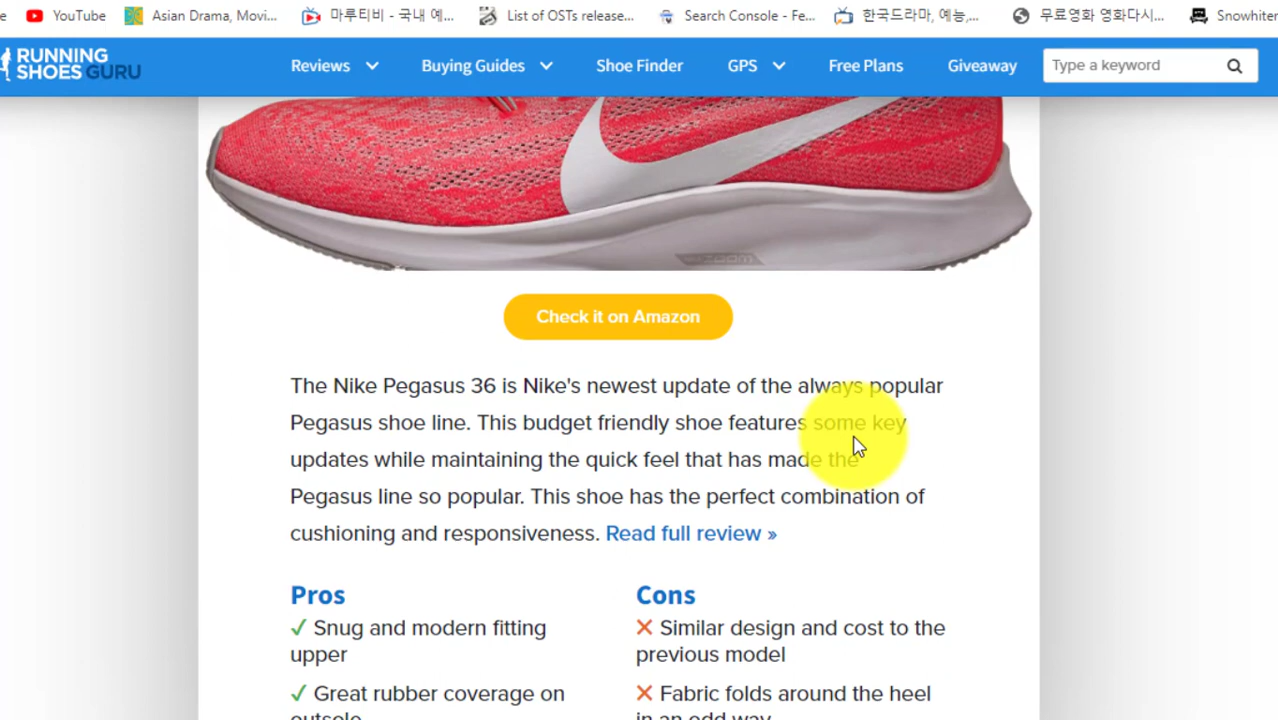 YouTube Asian Drama, Movi... 마루티비 - 국내 예... List of OSTs release... Search Console - Fe... 한국드라마, 예능,... 무료영화 영화다시... Snowhiter
RUNNING
SHOES GURU
Reviews Buying Guides Shoe Finder GPS Free Plans Giveaway Type a keyword
ZOOM
Check it on Amazon
The Nike Pegasus 36 is Nike's newest update of the always popular
Pegasus shoe line. This budget friendly shoe features some key
updates while maintaining the quick feel that has made the
Pegasus line so popular. This shoe has the perfect combination of
cushioning and responsiveness. Read full review »
Pros
✓ Snug and modern fitting
upper
✓ Great rubber coverage on
outsole
Cons
✕ Similar design and cost to the
previous model
✕ Fabric folds around the heel
in an odd way